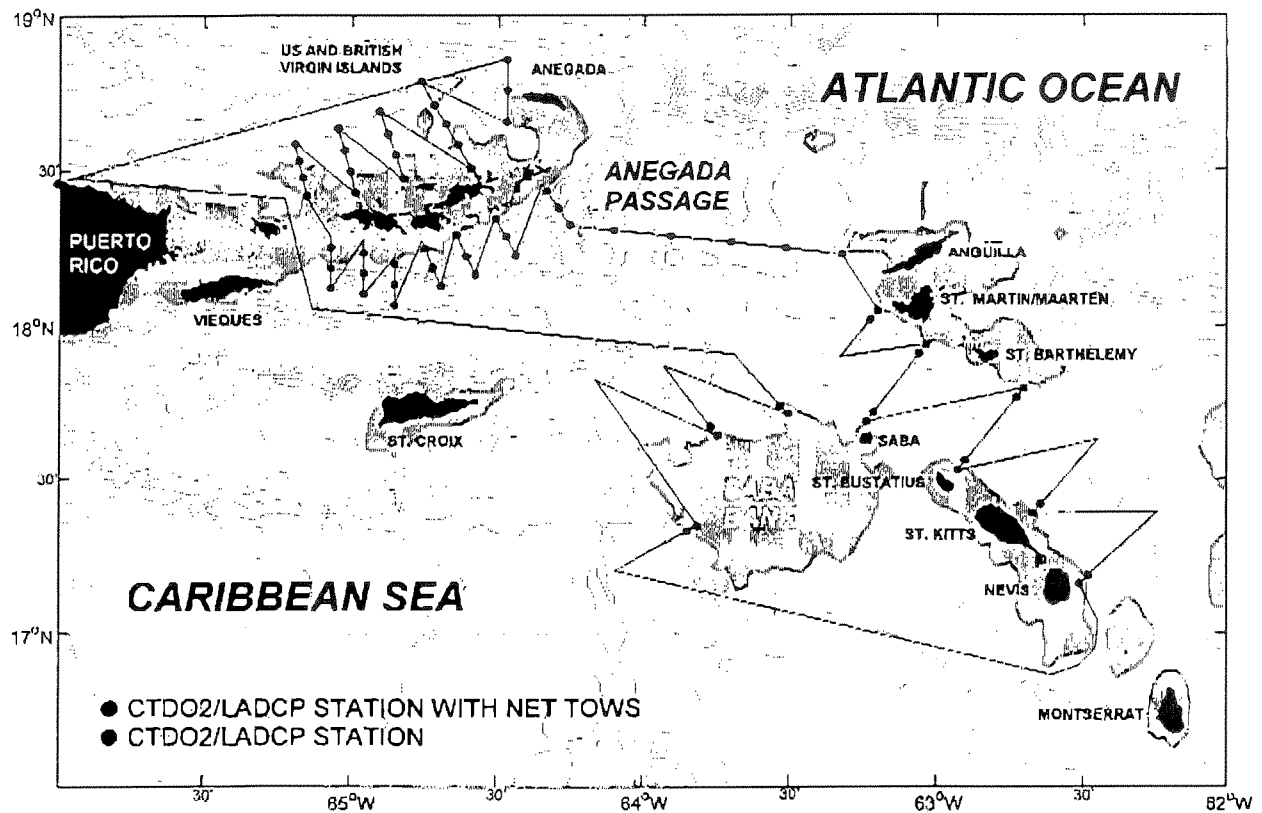 19°N
US AND BRITISH
VIRGIN ISLANDS
ANEGADA
ATLANTIC OCEAN
30'
ANEGADA
PASSAGE
PUERTO
RICO
ANGUILLA
ST. MARTIN/MAARTEN
VIEQUES
18°N
ST. BARTHELEMY
ST. CROIX
SABA
30'
ST. EUSTATIUS
SABA
ST. KITTS
CARIBBEAN SEA
NEVIS
17°N
CTDO2/LADCP STATION WITH NET TOWS
MONTSERRAT
CTDO2/LADCP STATION
30'
65°W
30'
64°W
30'
63°W
30'
62°W